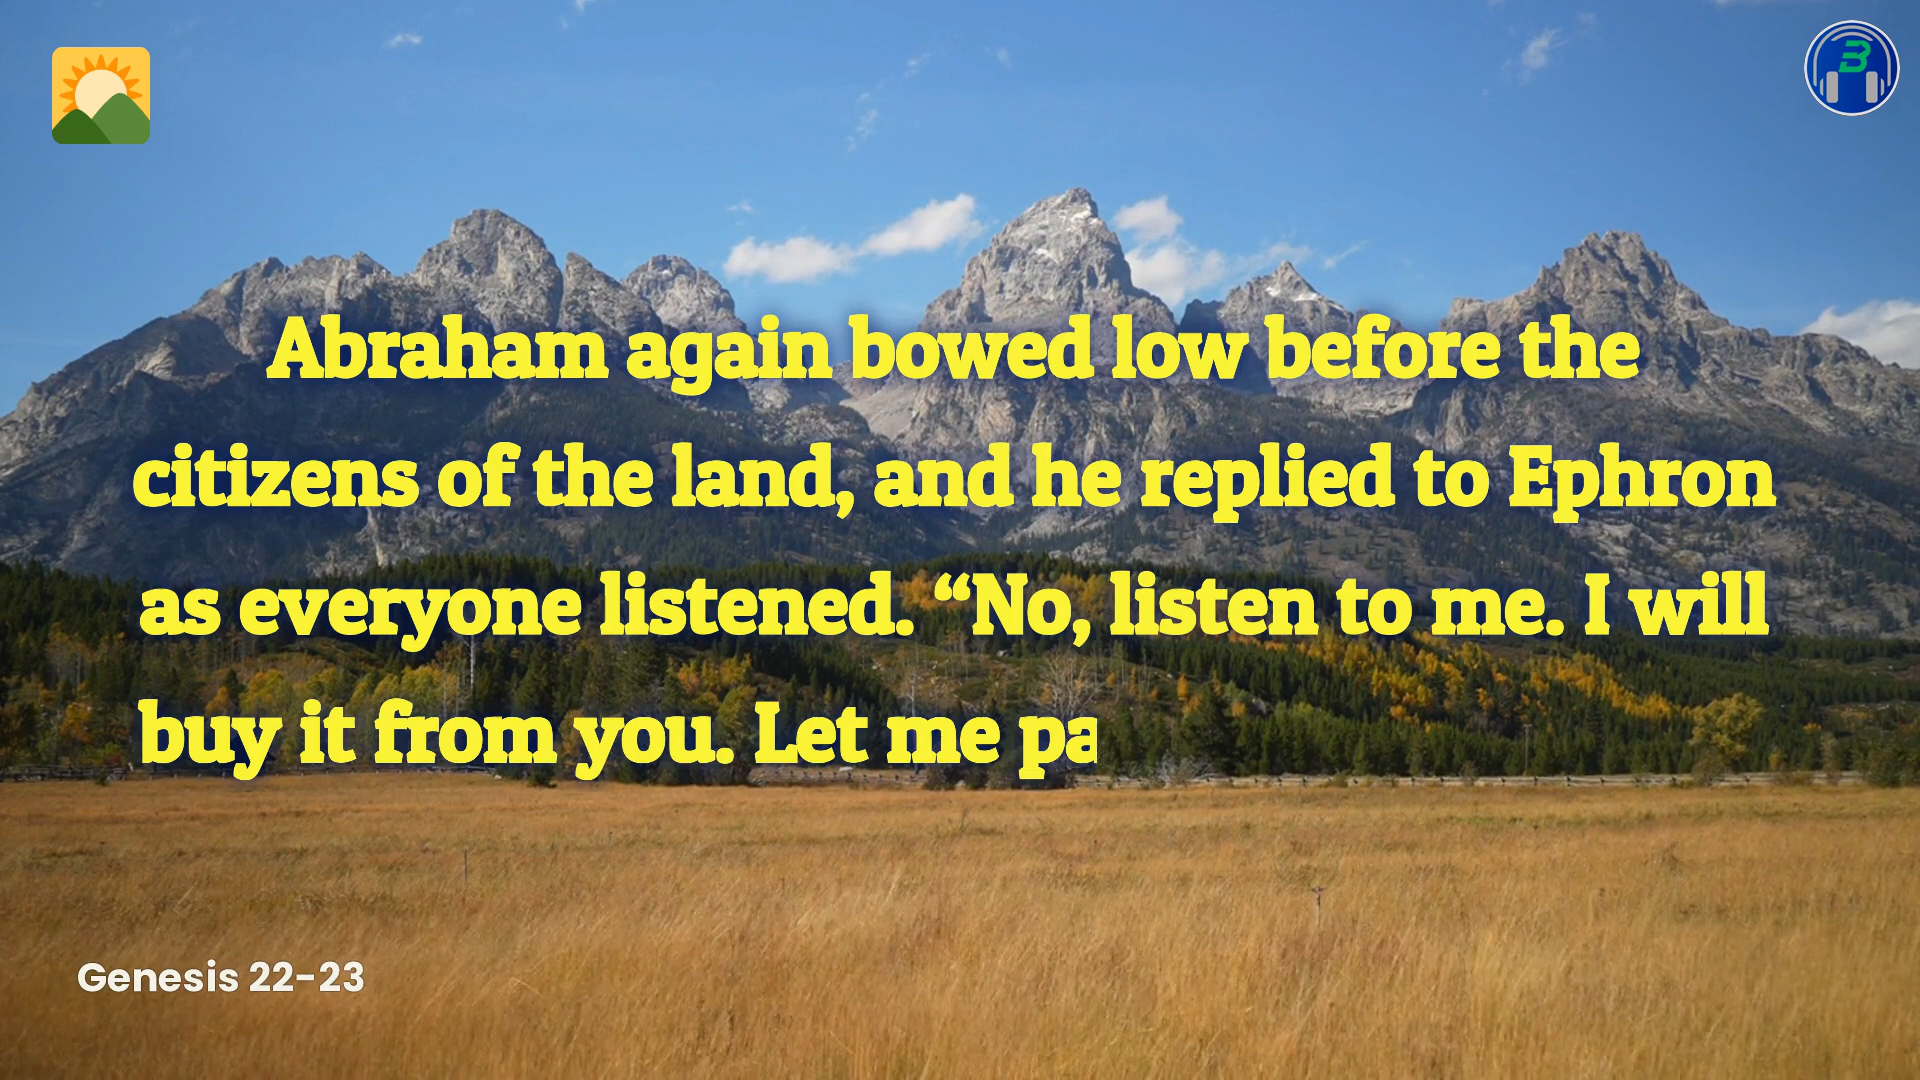 Abraham again bowed low before the
citizens of the land, and he replied to Ephron
as everyone listened. “No, listen to me. I will
buy it from you. Let me pa
Genesis 22-23